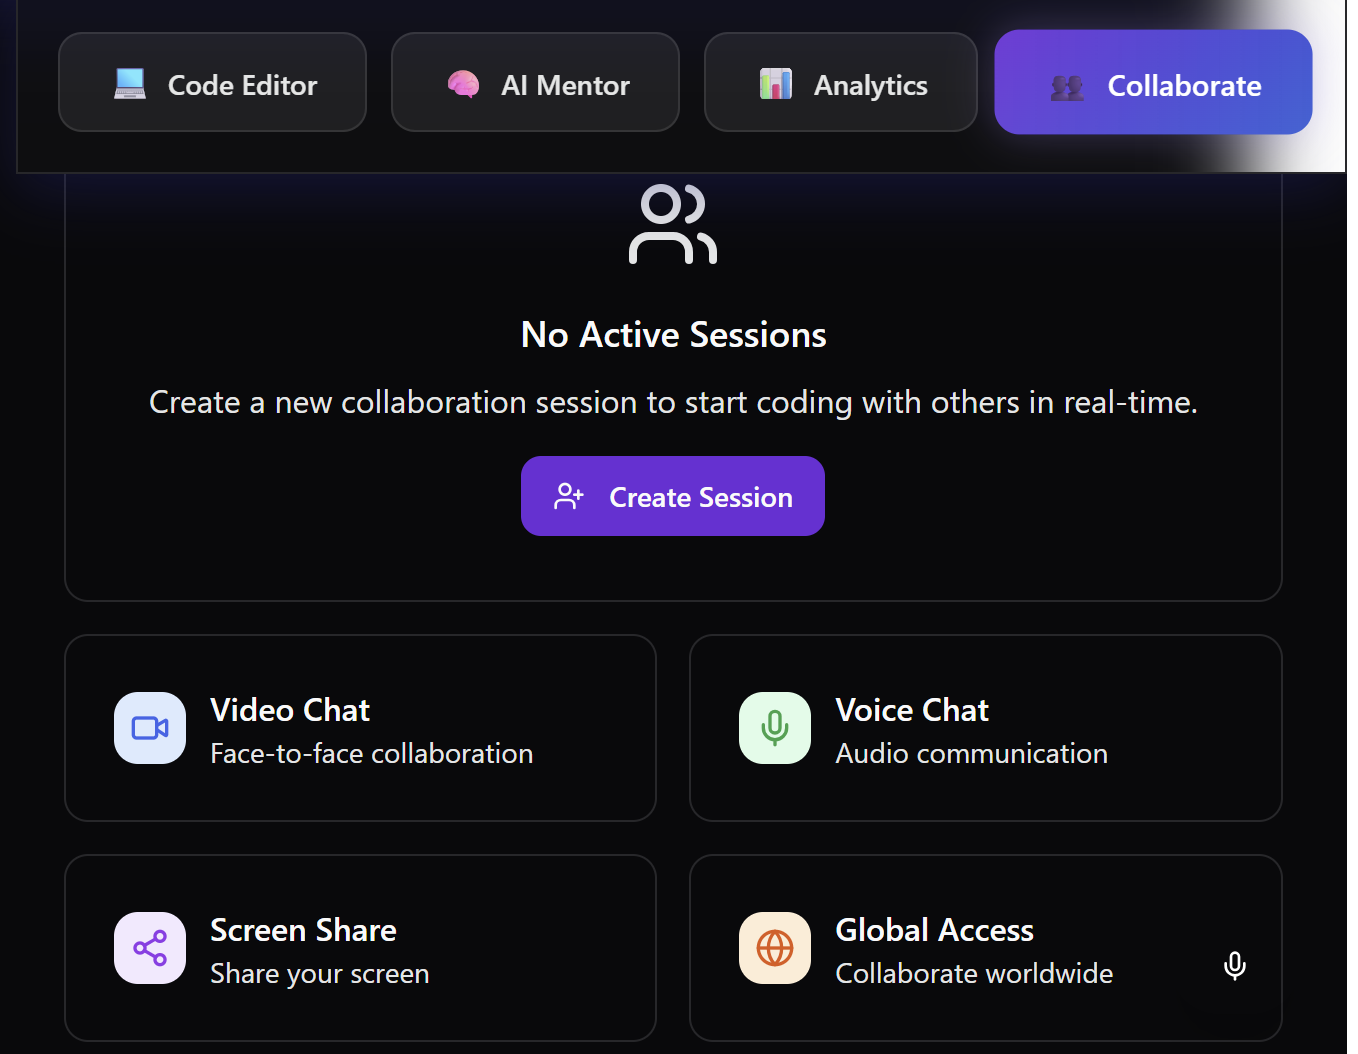 Code Editor
AI Mentor
Analytics
Collaborate
No Active Sessions
Create a new collaboration session to start coding with others in real-time.
Create Session
Video Chat
Face-to-face collaboration
Voice Chat
Audio communication
Screen Share
Share your screen
Global Access
Collaborate worldwide